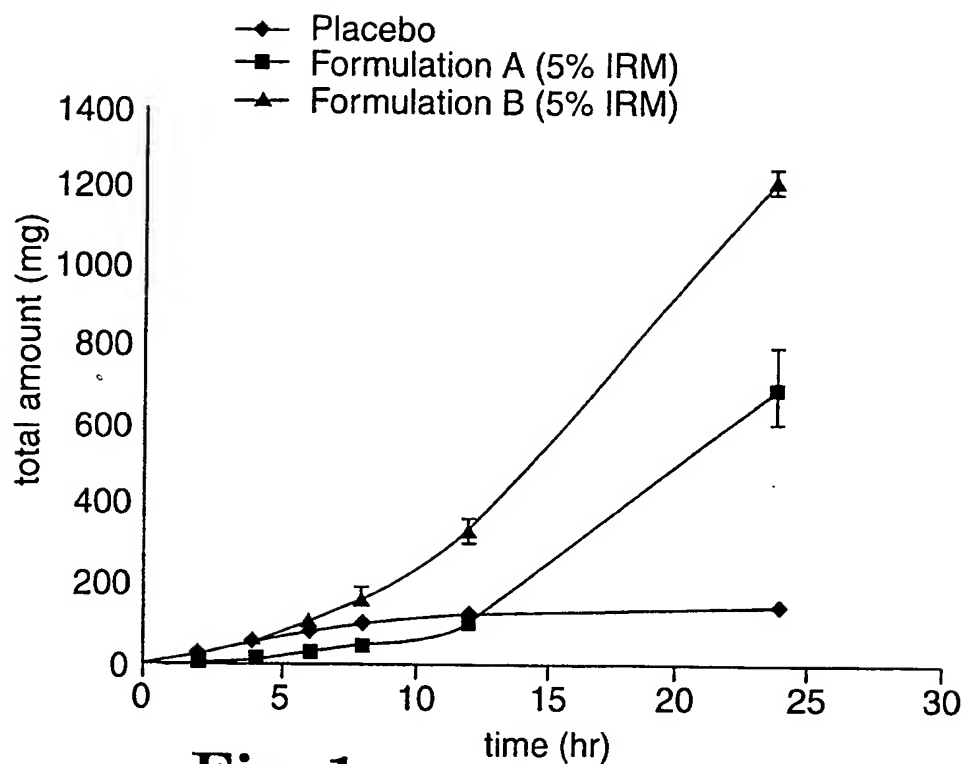 Placebo
Formulation A (5% IRM)
Formulation B (5% IRM)
1400
1200
1000
800
600
400
200
0
total amount (mg)
0 5 10 15 20 25 30
time (hr)